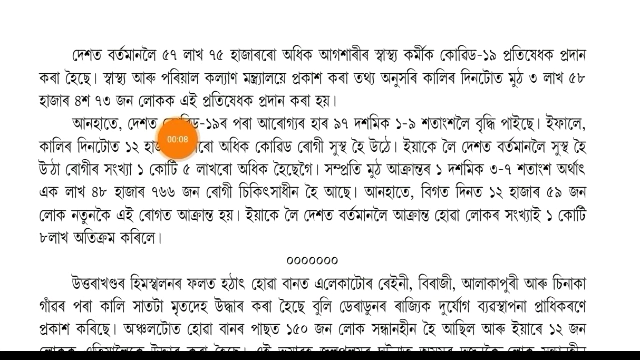 দেশত বৰ্তমানলৈ ৫৭ লাখ ৭৫ হাজাৰৰো অধিক আগশাৰীৰ স্বাস্থ্য কৰ্মীক কোৱিড-১৯ প্ৰতিষেধক প্ৰদান
কৰা হৈছে। স্বাস্থ্য আৰু পৰিয়াল কল্যাণ মন্ত্ৰ্যালয়ে প্ৰকাশ কৰা তথ্য অনুসৰি কালিৰ দিনটোত মুঠ ৩ লাখ ৫৮
হাজাৰ ৪শ ৭৩ জন লোকক এই প্ৰতিষেধক প্ৰদান কৰা হয়।
আনহাতে, দেশত কোৱিড-১৯ৰ পৰা আৰোগ্যৰ হাৰ ৯৭ দশমিক ১-৯ শতাংশলৈ বৃদ্ধি পাইছে। ইফালে,
কালিৰ দিনটোত ১২ অধিক কোৱিড ৰোগী সুস্থ হৈ উঠে। ইয়াকে লৈ দেশত বৰ্তমানলৈ সুস্থ হৈ
উঠা ৰোগীৰ সংখ্যা ১ কোটি ৫ লাখৰো অধিক হৈছেগৈ। সম্প্ৰতি মুঠ আক্ৰান্তৰ ১ দশমিক ৩-৭ শতাংশ অৰ্থাৎ
এক লাখ ৪৮ হাজাৰ ৭৬৬ জন ৰোগী চিকিৎসাধীন হৈ আছে। আনহাতে, বিগত দিনত ১২ হাজাৰ ৫৯ জন
লোক নতুনকৈ এই ৰোগত আক্ৰান্ত হয়। ইয়াকে লৈ দেশত বৰ্তমানলৈ আক্ৰান্ত হোৱা লোকৰ সংখ্যাই ১ কোটি
৮লাখ অতিক্ৰম কৰিলে।
০০০০০০০
উত্তৰাখণ্ডৰ হিমস্খলনৰ ফলত হঠাৎ হোৱা বানত এলেকাটোৰ ৰেইনী, বিৰাজী, আলাকাপুৰী আৰু চিনাকা
গাঁৱৰ পৰা কালি সাতটা মৃতদেহ উদ্ধাৰ কৰা হৈছে বুলি ডেৰাডুনৰ ৰাজ্যিক দুৰ্যোগ ব্যৱস্থাপনা প্ৰাধিকৰণে
প্ৰকাশ কৰিছে। অঞ্চলটোত হোৱা বানৰ পাছত ১৫০ জন লোক সন্ধানহীন হৈ আছিল আৰু ইয়াৰে ১২ জন
00:08